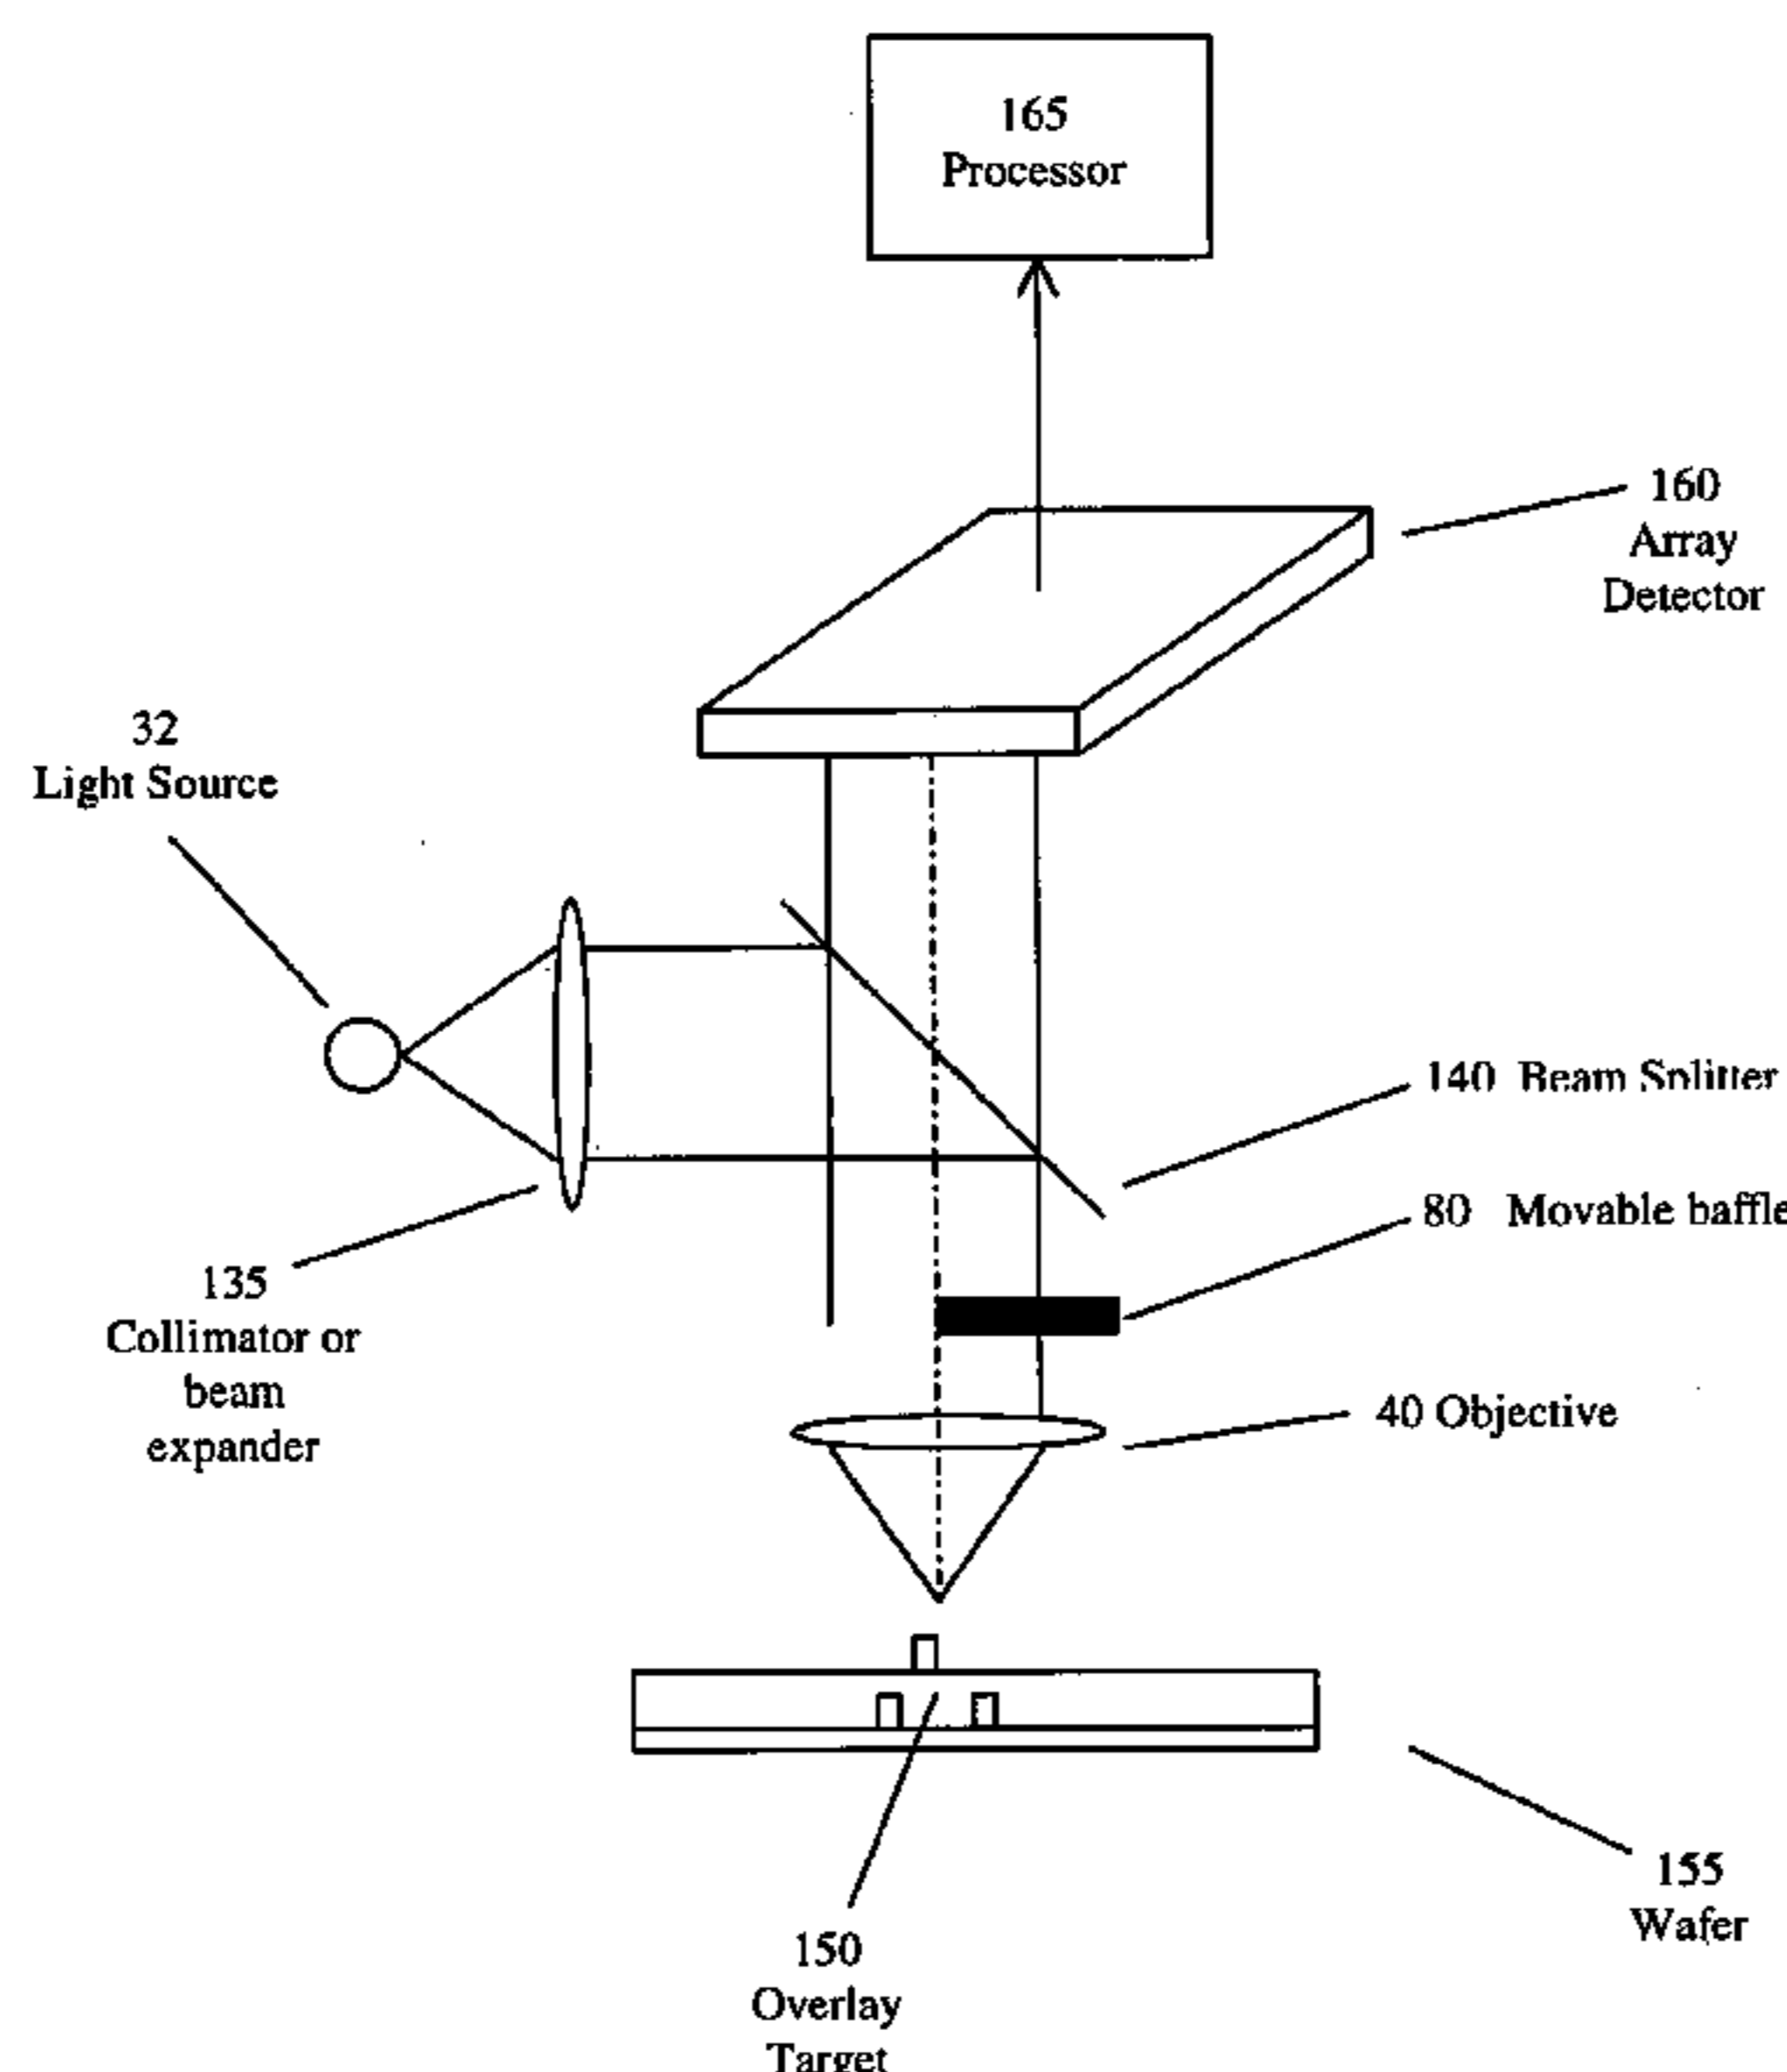 165
Processor
160
Array
Detector
32
Light Source
140 Beam Splitter
80 Movable baffle
135
Collimator or
beam
expander
40 Objective
155
Wafer
150
Overlay
Target